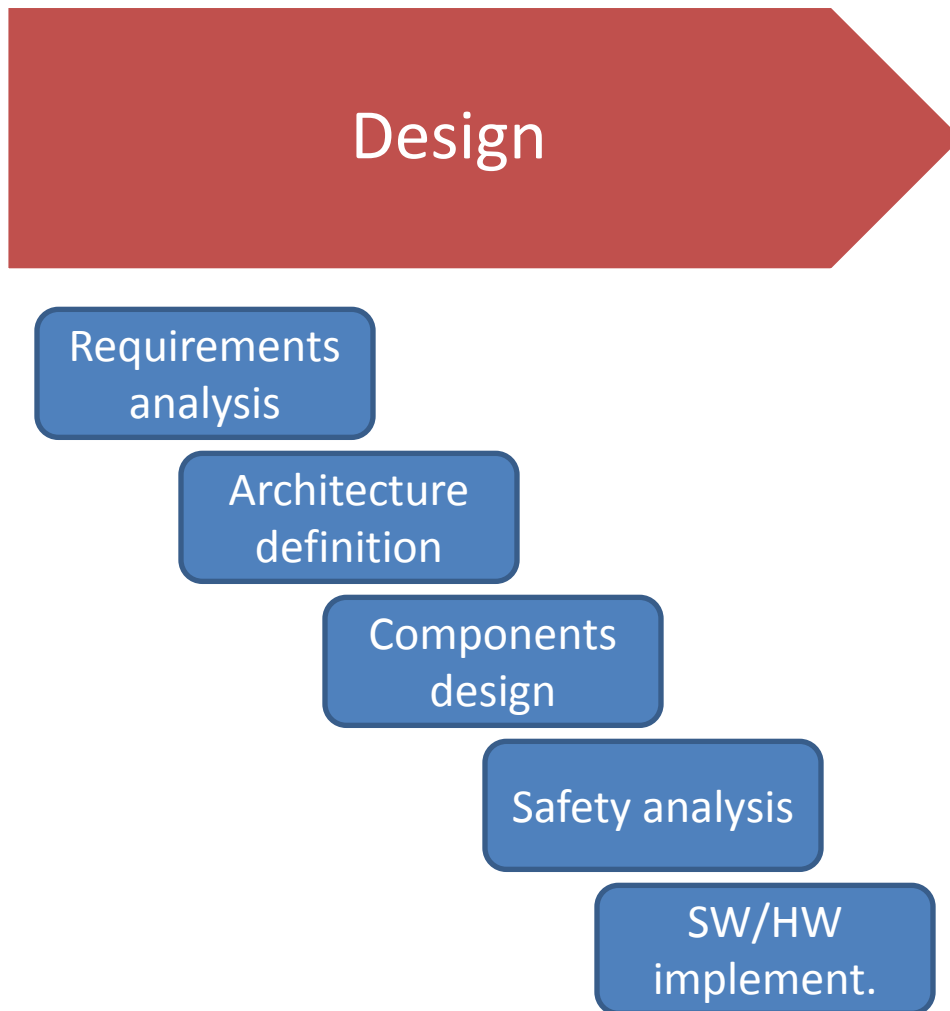 Design
Requirements
analysis
Architecture
definition
Components
design
Safety analysis
SW/HW
implement.